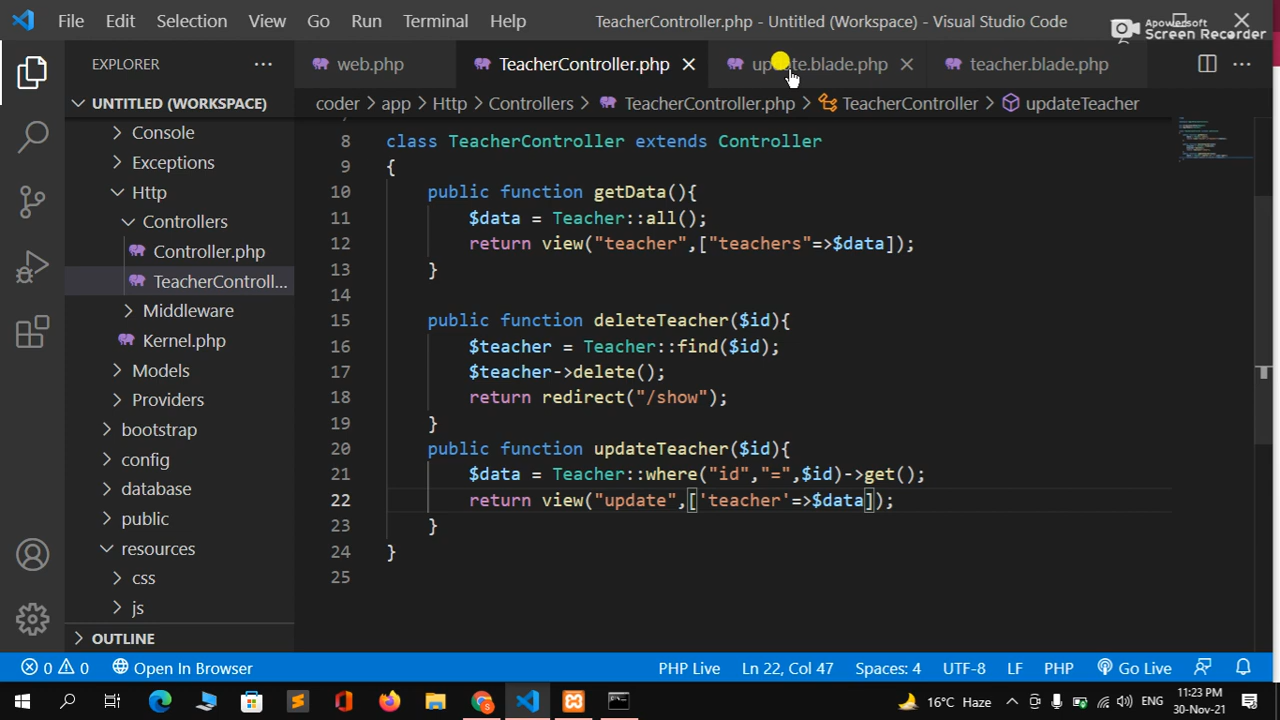 File Edit Selection View Go Run Terminal Help TeacherController.php - Untitled (Workspace) - Visual Studio Code
Apowersoft
Screen Recorder
EXPLORER
web.php TeacherController.php update.blade.php teacher.blade.php
UNTITLED (WORKSPACE)
coder > app > Http > Controllers > TeacherController.php > TeacherController > updateTeacher
Console
Exceptions
Http
Controllers
Controller.php
TeacherControll...
Middleware
Kernel.php
Models
Providers
bootstrap
config
database
public
resources
css
js
OUTLINE
8 class TeacherController extends Controller
9 {
10 public function getData(){
11 $data = Teacher::all();
12 return view("teacher",["teachers"=>$data]);
13 }
14
15 public function deleteTeacher($id){
16 $teacher = Teacher::find($id);
17 $teacher->delete();
18 return redirect("/show");
19 }
20 public function updateTeacher($id){
21 $data = Teacher::where("id","=",$id)->get();
22 return view("update",['teacher'=>$data]);
23 }
24 }
25
0 0 Open In Browser PHP Live Ln 22, Col 47 Spaces: 4 UTF-8 LF PHP Go Live
16°C Haze ENG 11:23 PM
30-Nov-21